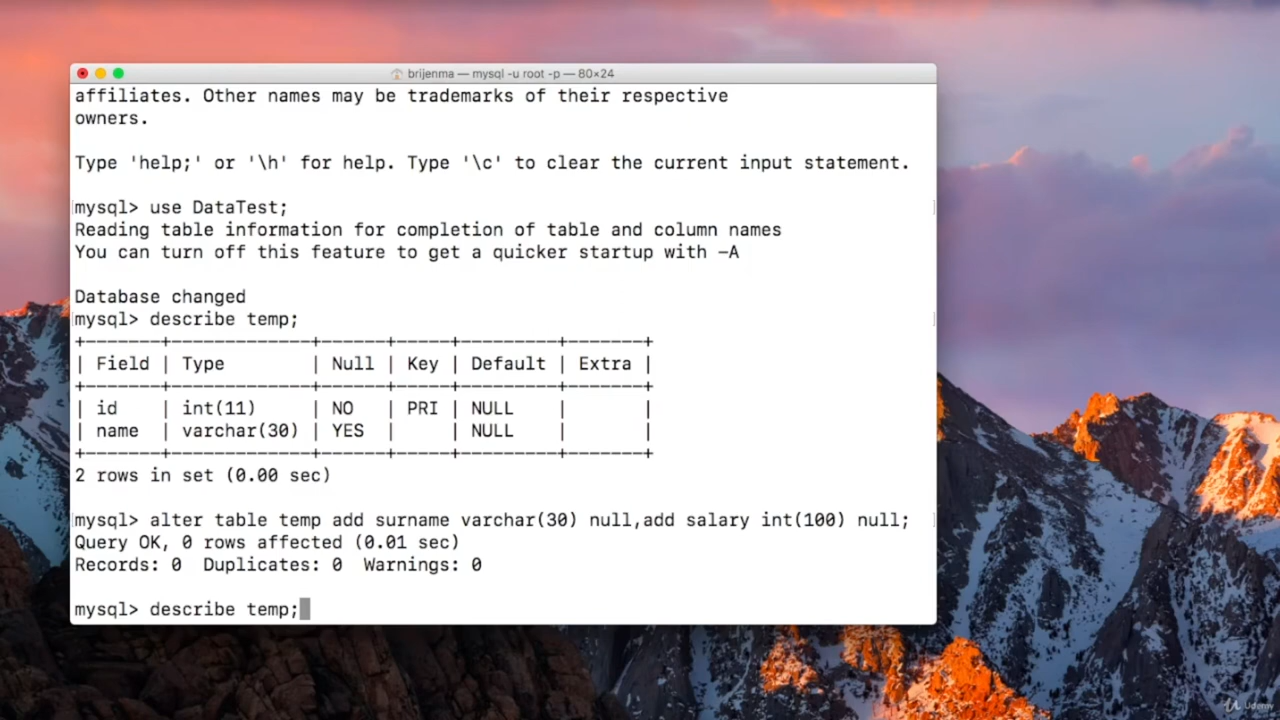 brijenma — mysql -u root -p — 80×24
affiliates. Other names may be trademarks of their respective
owners.
Type 'help;' or '\h' for help. Type '\c' to clear the current input statement.
mysql> use DataTest;
Reading table information for completion of table and column names
You can turn off this feature to get a quicker startup with -A
Database changed
mysql> describe temp;
+-------+-------------+------+-----+---------+-------+
| Field | Type        | Null | Key | Default | Extra |
+-------+-------------+------+-----+---------+-------+
| id    | int(11)     | NO   | PRI | NULL    |       |
| name  | varchar(30) | YES  |     | NULL    |       |
+-------+-------------+------+-----+---------+-------+
2 rows in set (0.00 sec)
mysql> alter table temp add surname varchar(30) null,add salary int(100) null;
Query OK, 0 rows affected (0.01 sec)
Records: 0  Duplicates: 0  Warnings: 0
mysql> describe temp;
Udemy